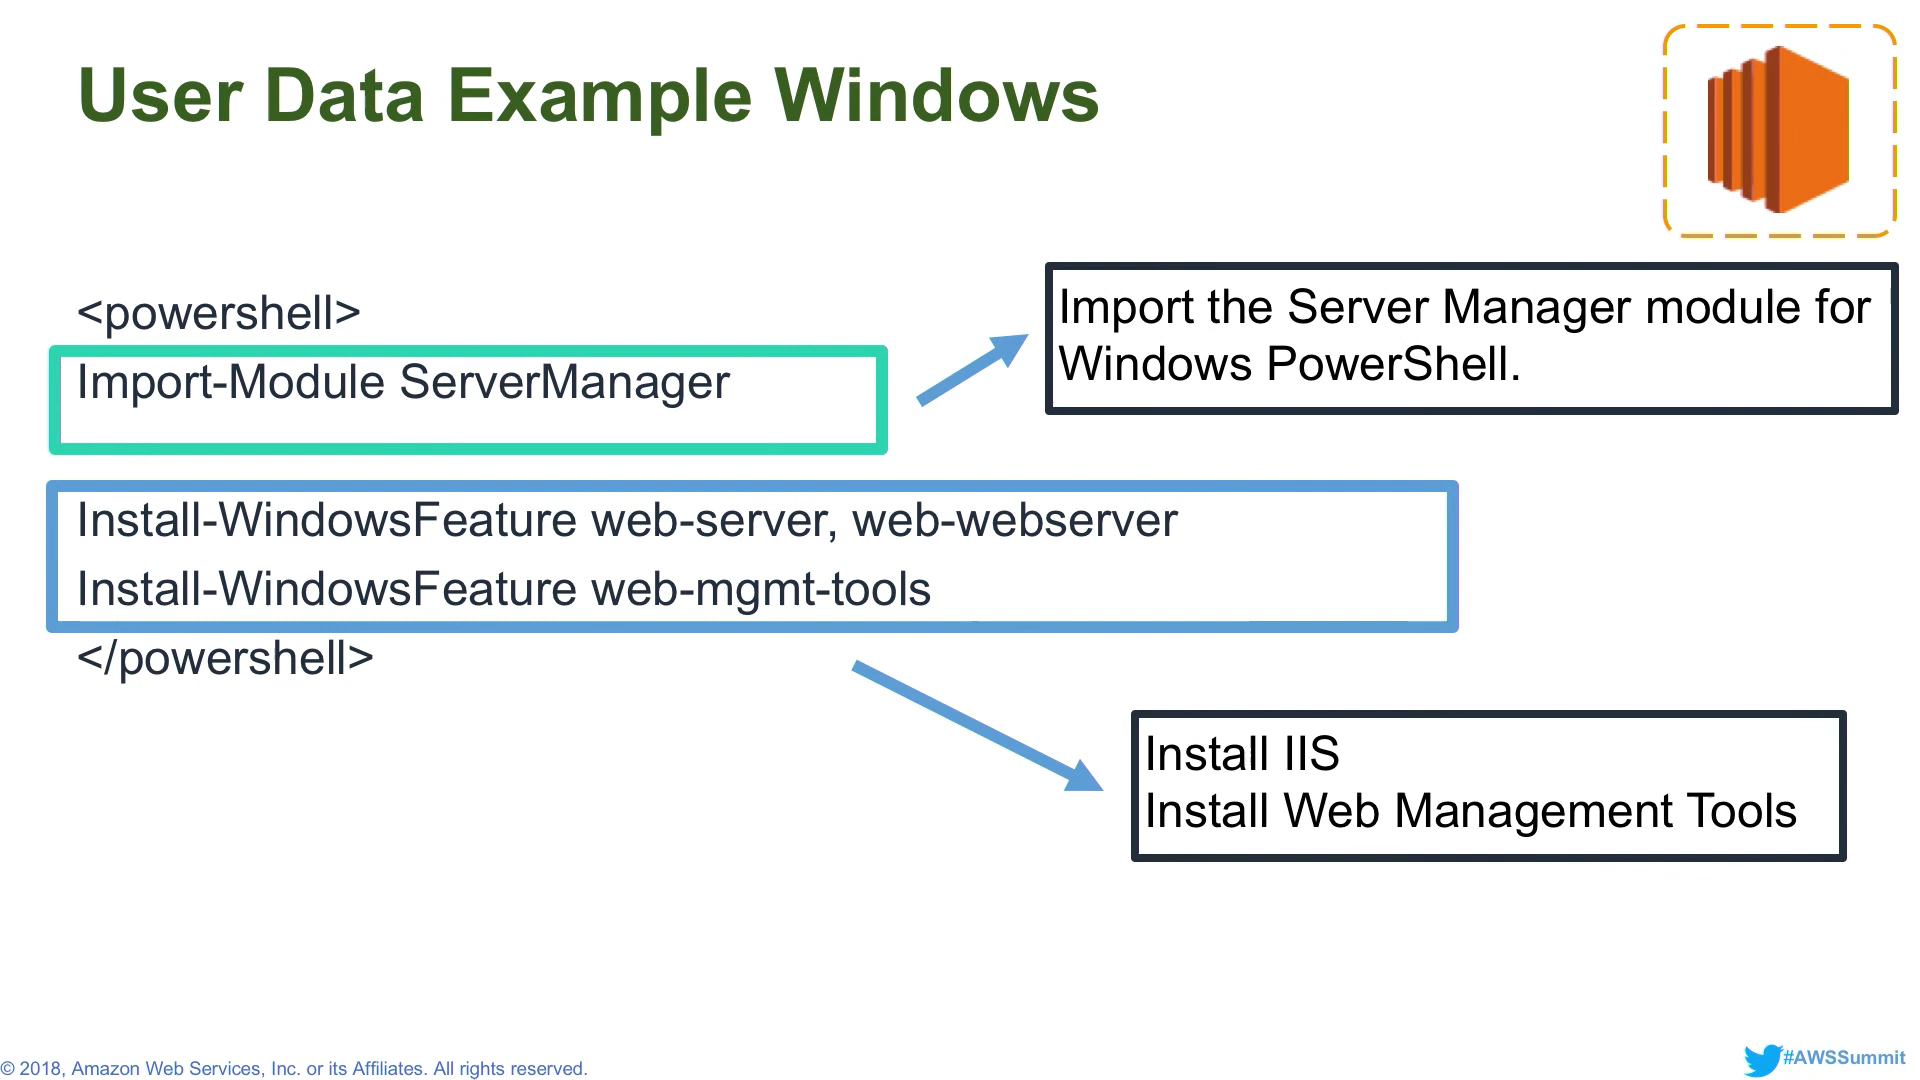 User Data Example Windows
<powershell>
Import-Module ServerManager
Import the Server Manager module for
Windows PowerShell.
Install-WindowsFeature web-server, web-webserver
Install-WindowsFeature web-mgmt-tools
</powershell>
Install IIS
Install Web Management Tools
© 2018, Amazon Web Services, Inc. or its Affiliates. All rights reserved.
#AWSSummit